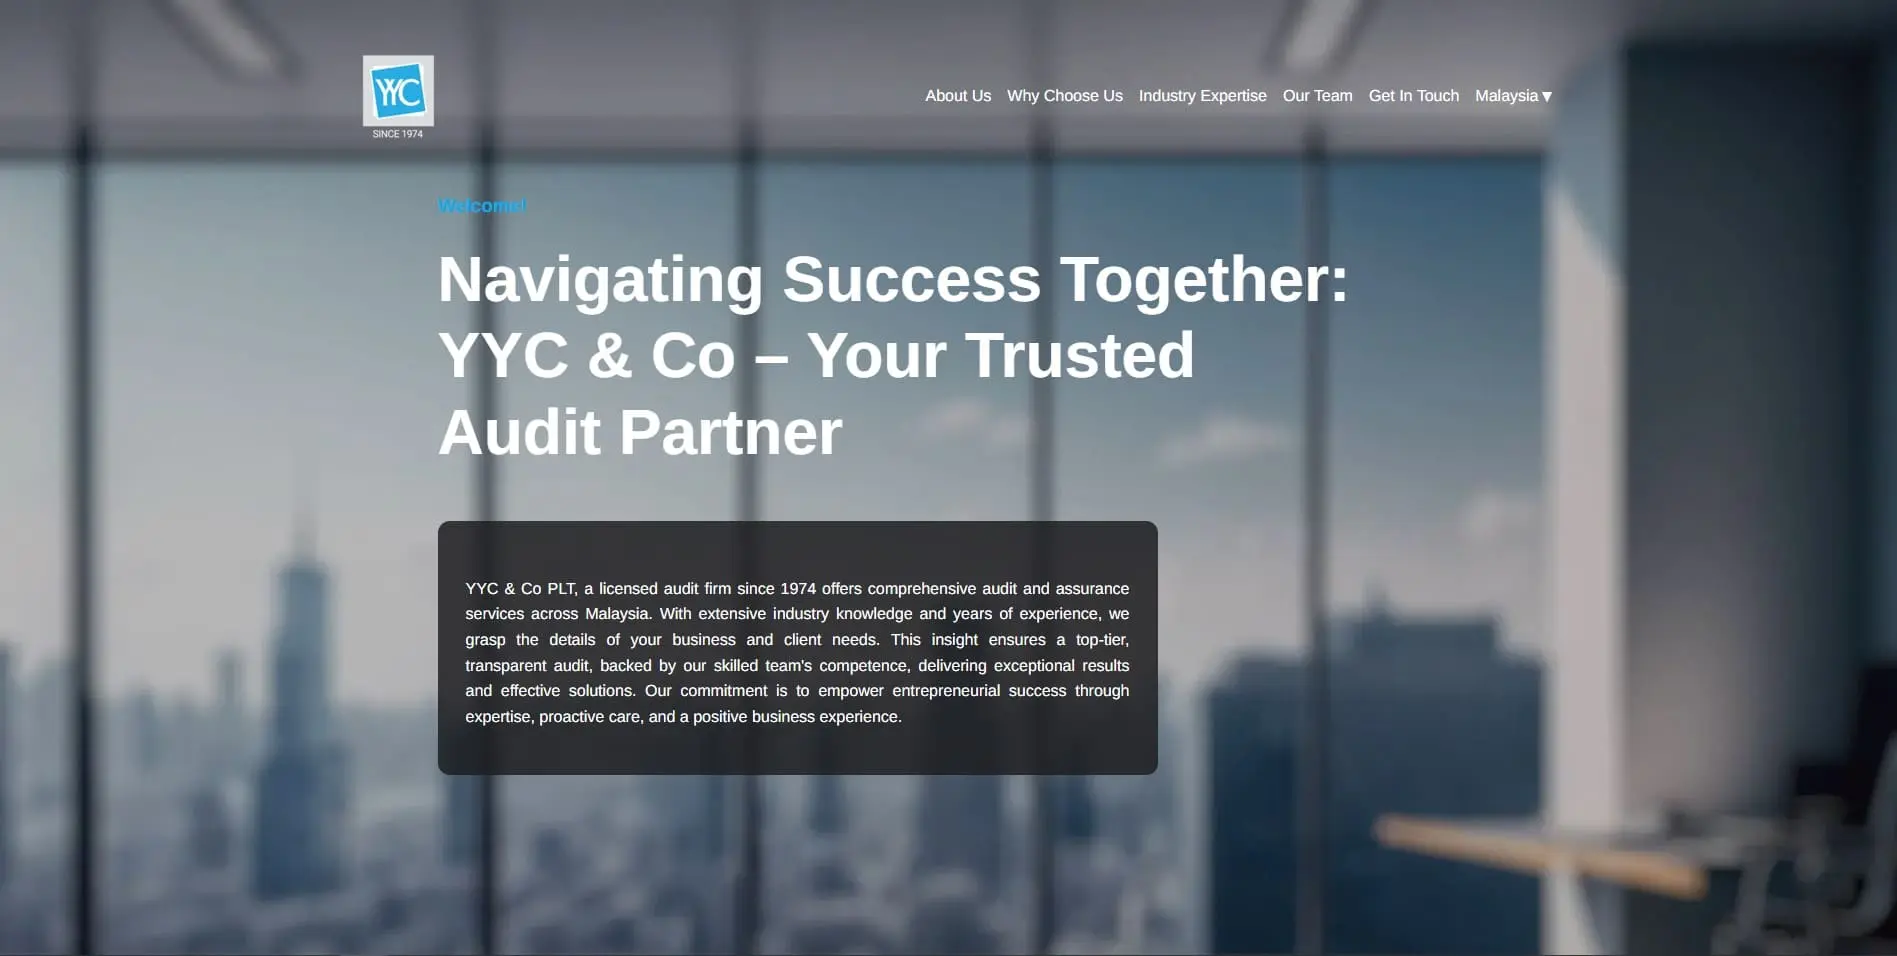 YYC
SINCE 1974
About Us Why Choose Us Industry Expertise Our Team Get In Touch Malaysia ▼
Welcome!
Navigating Success Together:
YYC & Co – Your Trusted
Audit Partner
YYC & Co PLT, a licensed audit firm since 1974 offers comprehensive audit and assurance
services across Malaysia. With extensive industry knowledge and years of experience, we
grasp the details of your business and client needs. This insight ensures a top-tier,
transparent audit, backed by our skilled team's competence, delivering exceptional results
and effective solutions. Our commitment is to empower entrepreneurial success through
expertise, proactive care, and a positive business experience.